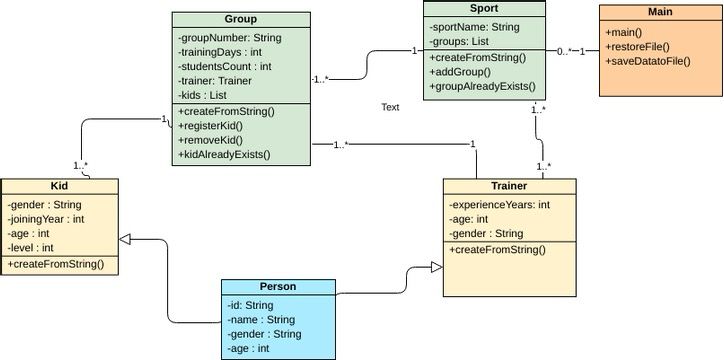 Group
-groupNumber: String
-trainingDays : int
-studentsCount : int
-trainer: Trainer
-kids : List
+createFromString()
+registerKid()
+removeKid()
+kidAlreadyExists()
Sport
-sportName: String
-groups: List
+createFromString()
+addGroup()
+groupAlreadyExists()
Main
+main()
+restoreFile()
+saveDatatoFile()
1..*
1
0..*
1
Text
1
1..*
1..*
1
1..*
1..*
Kid
-gender : String
-joiningYear : int
-age : int
-level : int
+createFromString()
Trainer
-experienceYears: int
-age: int
-gender : String
+createFromString()
Person
-id: String
-name : String
-gender : String
-age : int